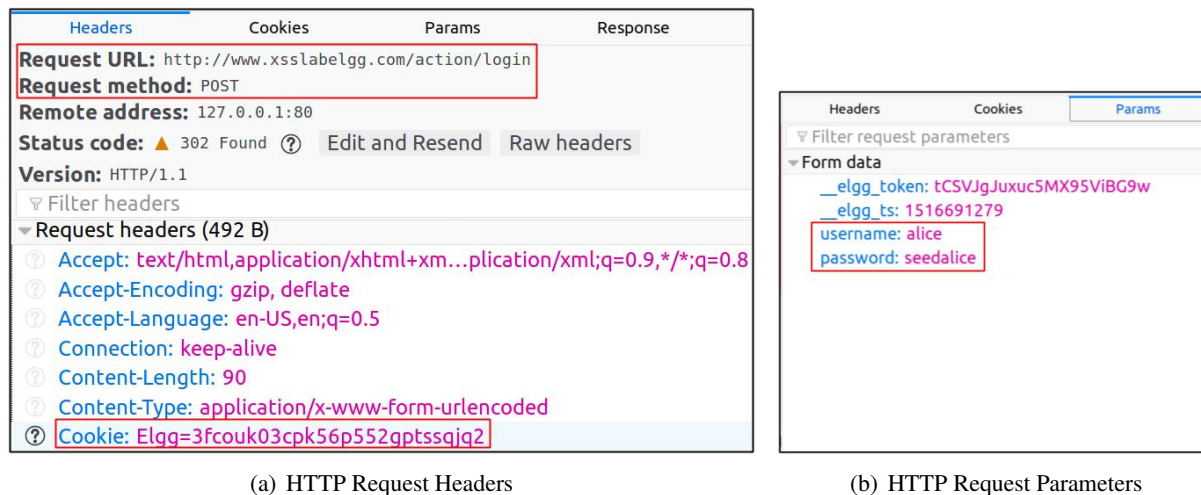 Headers Cookies Params Response
Request URL: http://www.xsslabelgg.com/action/login
Request method: POST
Remote address: 127.0.0.1:80
Status code: 302 Found ? Edit and Resend Raw headers
Version: HTTP/1.1
Filter headers
Request headers (492 B)
? Accept: text/html,application/xhtml+xm…plication/xml;q=0.9,*/*;q=0.8
? Accept-Encoding: gzip, deflate
? Accept-Language: en-US,en;q=0.5
? Connection: keep-alive
? Content-Length: 90
? Content-Type: application/x-www-form-urlencoded
? Cookie: Elgg=3fcouk03cpk56p552gptssqjq2
(a) HTTP Request Headers
Headers Cookies Params
Filter request parameters
Form data
__elgg_token: tCSVJgJuxuc5MX95ViBG9w
__elgg_ts: 1516691279
username: alice
password: seedalice
(b) HTTP Request Parameters